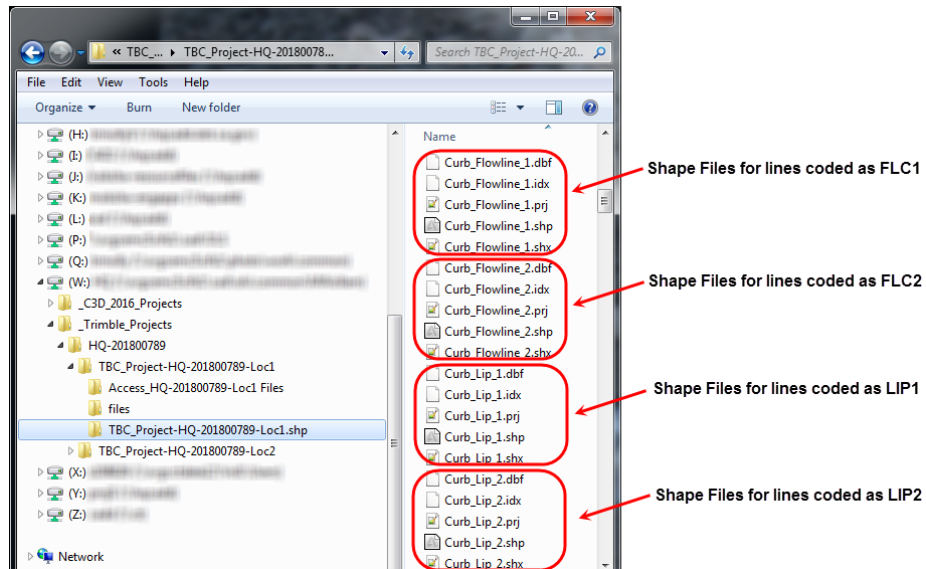 « TBC_... ▸ TBC_Project-HQ-20180078...
Search TBC_Project-HQ-20...
File Edit View Tools Help
Organize Burn New folder
(H:)
(I:)
(J:)
(K:)
(L:)
(P:)
(Q:)
(W:)
_C3D_2016_Projects
_Trimble_Projects
HQ-201800789
TBC_Project-HQ-201800789-Loc1
Access_HQ-201800789-Loc1 Files
files
TBC_Project-HQ-201800789-Loc1.shp
TBC_Project-HQ-201800789-Loc2
(X:)
(Y:)
(Z:)
Network
Name
Curb_Flowline_1.dbf
Curb_Flowline_1.idx
Curb_Flowline_1.prj
Curb_Flowline_1.shp
Curb_Flowline_1.shx
Curb_Flowline_2.dbf
Curb_Flowline_2.idx
Curb_Flowline_2.prj
Curb_Flowline_2.shp
Curb_Flowline_2.shx
Curb_Lip_1.dbf
Curb_Lip_1.idx
Curb_Lip_1.prj
Curb_Lip_1.shp
Curb_Lip_1.shx
Curb_Lip_2.dbf
Curb_Lip_2.idx
Curb_Lip_2.prj
Curb_Lip_2.shp
Curb_Lip_2.shx
Shape Files for lines coded as FLC1
Shape Files for lines coded as FLC2
Shape Files for lines coded as LIP1
Shape Files for lines coded as LIP2